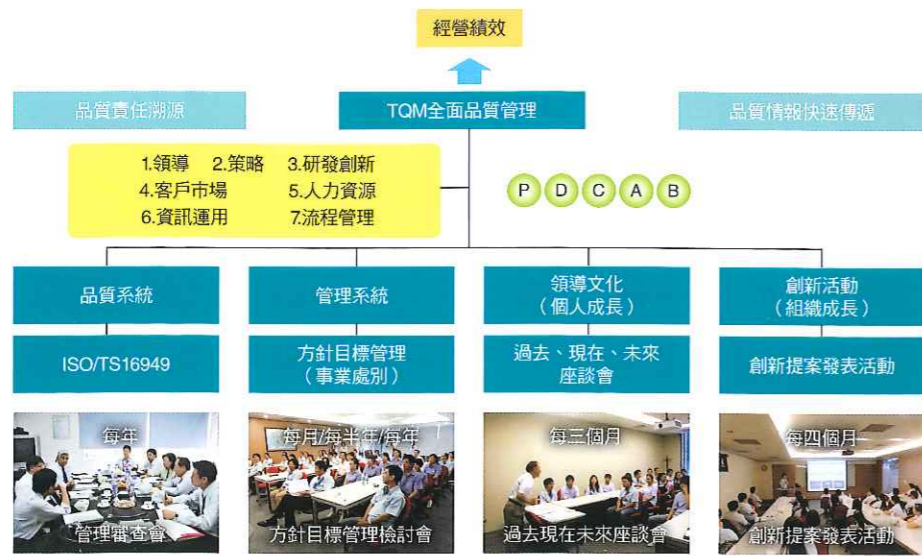 經營績效
品質責任溯源
TQM全面品質管理
品質情報快速傳遞
1.領導 2.策略 3.研發創新
4.客戶市場 5.人力資源
6.資訊運用 7.流程管理
P D C A B
品質系統
管理系統
領導文化
（個人成長）
創新活動
（組織成長）
ISO/TS16949
方針目標管理
（事業處別）
過去、現在、未來
座談會
創新提案發表活動
每年
管理審查會
每月/每半年/每年
方針目標管理檢討會
每三個月
過去現在未來座談會
每四個月
創新提案發表活動